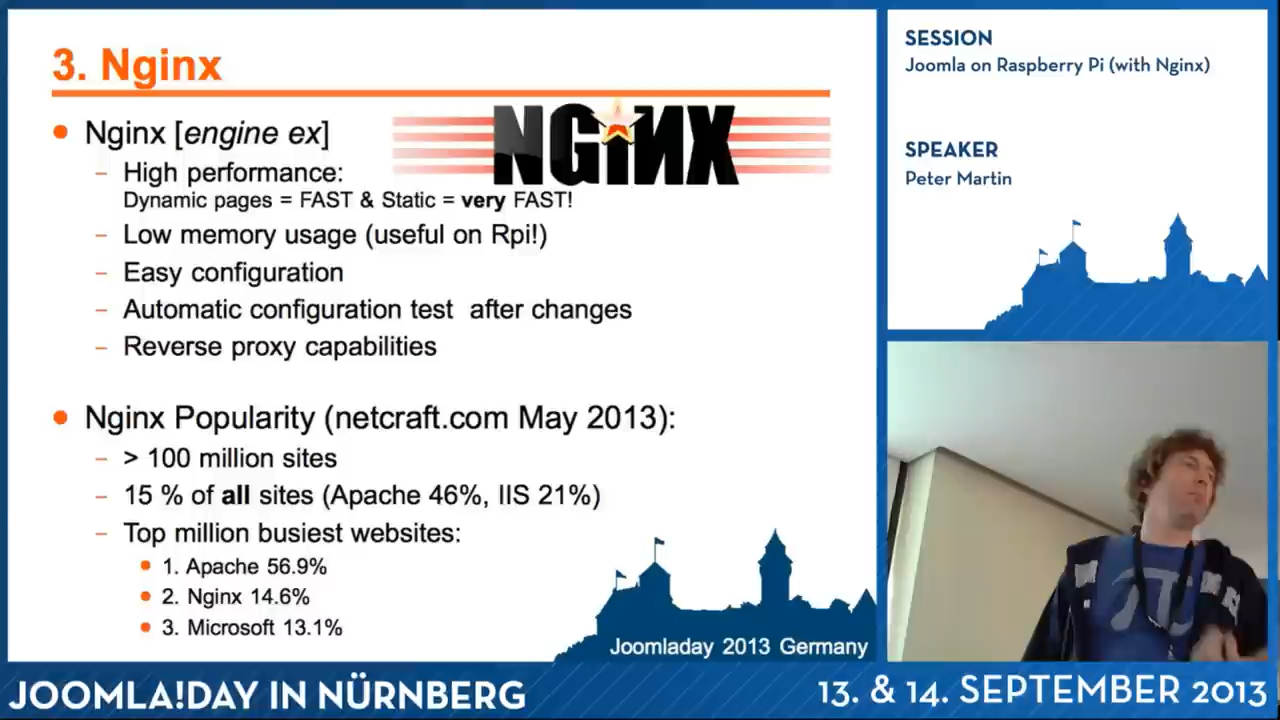 3. Nginx
NGiNX
Nginx [engine ex]
– High performance:
Dynamic pages = FAST & Static = very FAST!
– Low memory usage (useful on Rpi!)
– Easy configuration
– Automatic configuration test  after changes
– Reverse proxy capabilities
Nginx Popularity (netcraft.com May 2013):
– > 100 million sites
– 15 % of all sites (Apache 46%, IIS 21%)
– Top million busiest websites:
1. Apache 56.9%
2. Nginx 14.6%
3. Microsoft 13.1%
Joomladay 2013 Germany
SESSION
Joomla on Raspberry Pi (with Nginx)
SPEAKER
Peter Martin
π
JOOMLA!DAY IN NÜRNBERG
13. & 14. SEPTEMBER 2013